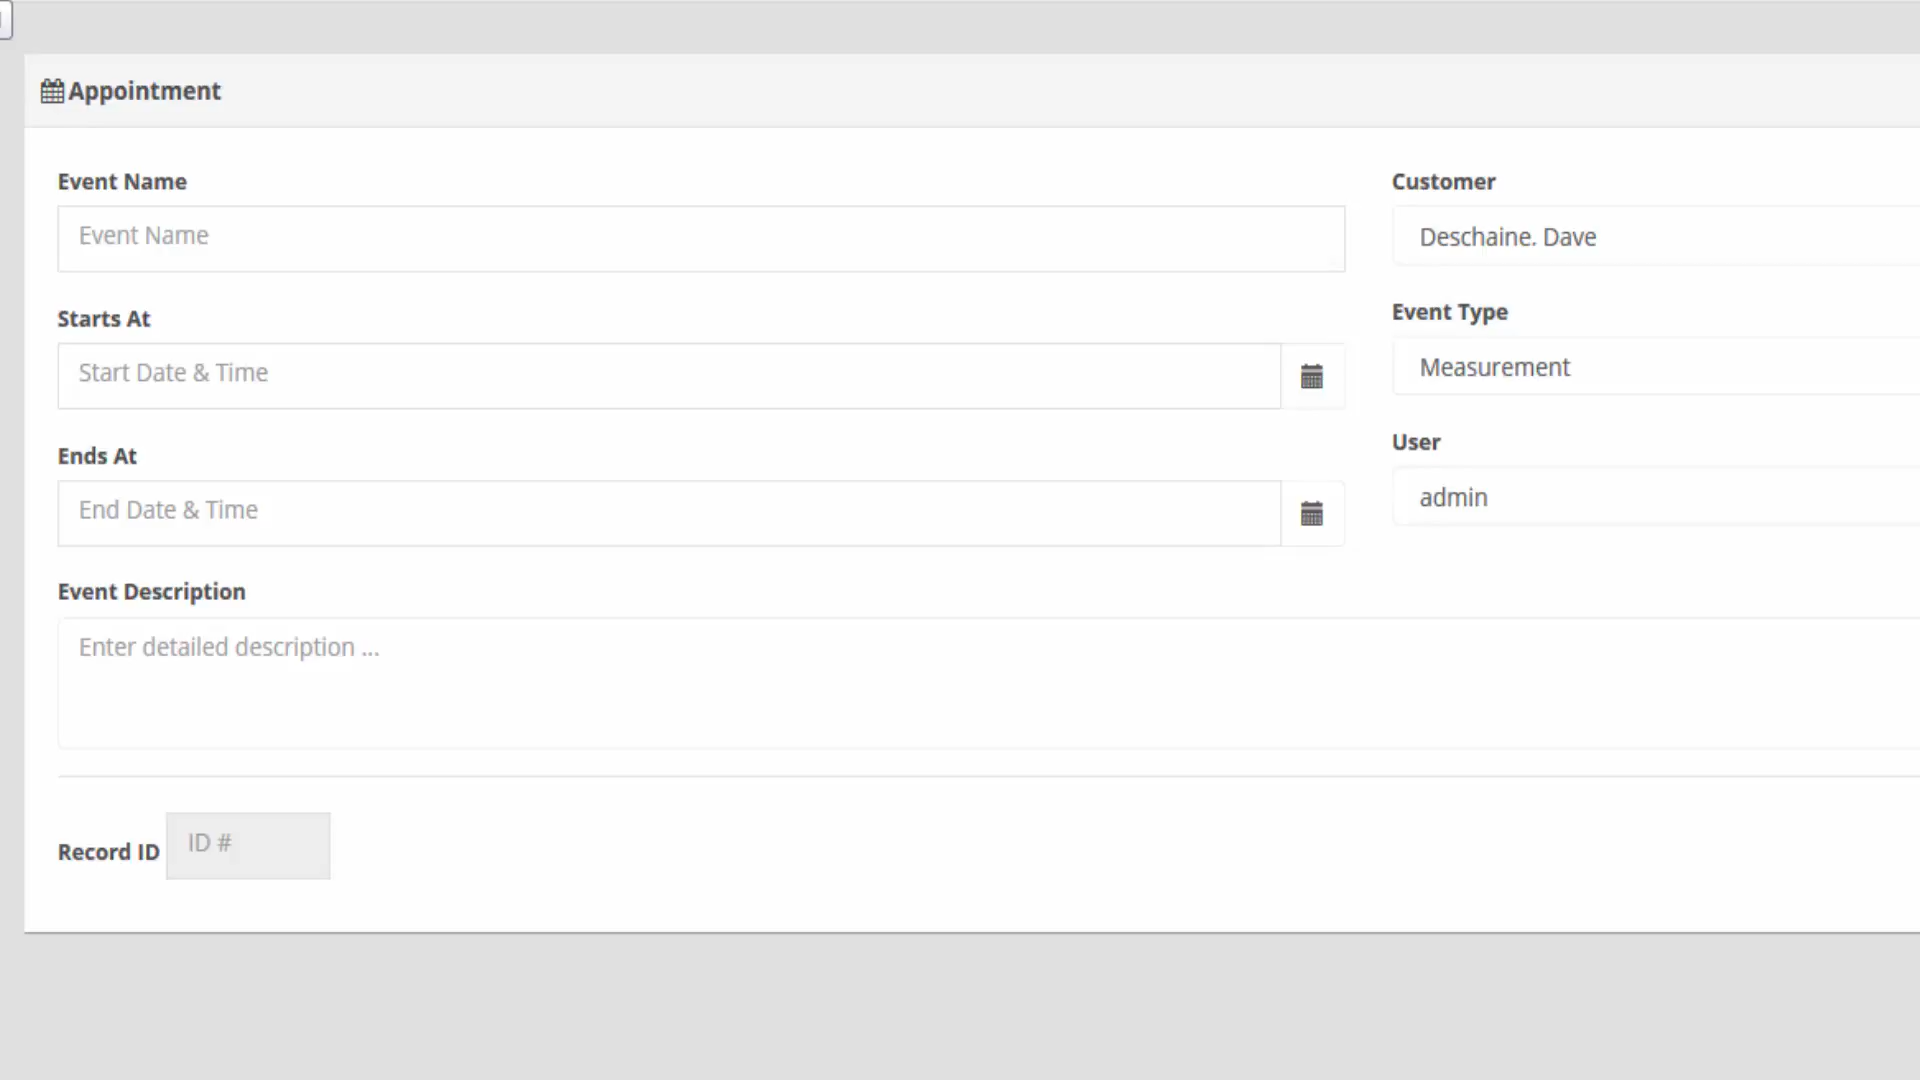 Appointment
Event Name
Event Name
Starts At
Start Date & Time
Ends At
End Date & Time
Customer
Deschaine. Dave
Event Type
Measurement
User
admin
Event Description
Enter detailed description ...
Record ID
ID #